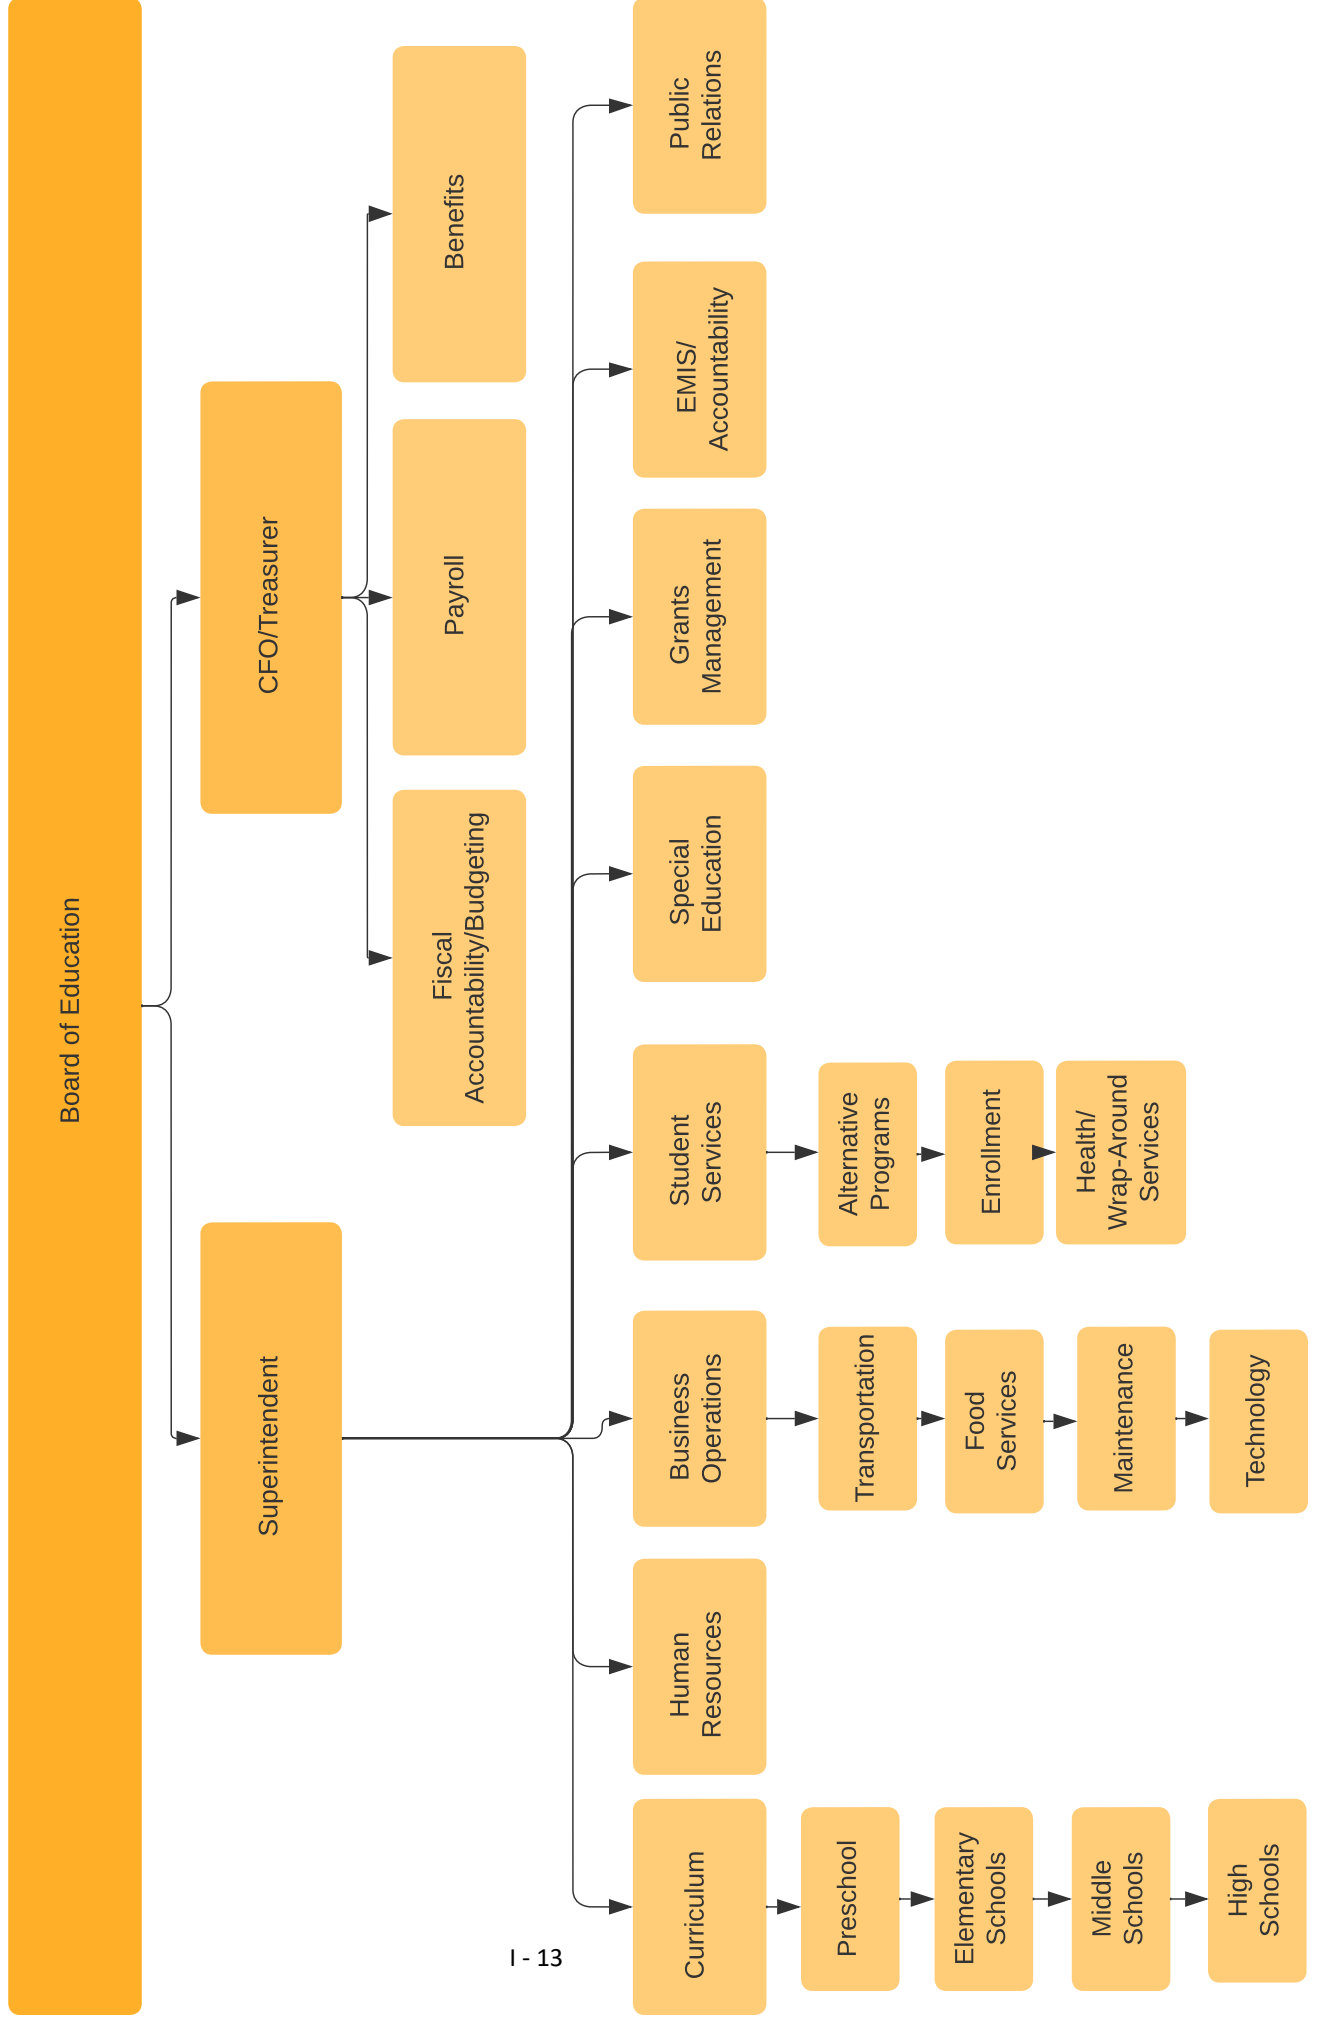 Board of Education
Superintendent
CFO/Treasurer
Fiscal
Accountability/Budgeting
Payroll
Benefits
Curriculum
Human
Resources
Business
Operations
Student
Services
Special
Education
Grants
Management
EMIS/
Accountability
Public
Relations
Preschool
Elementary
Schools
Middle
Schools
High
Schools
Transportation
Food
Services
Maintenance
Technology
Alternative
Programs
Enrollment
Health/
Wrap-Around
Services
I - 13